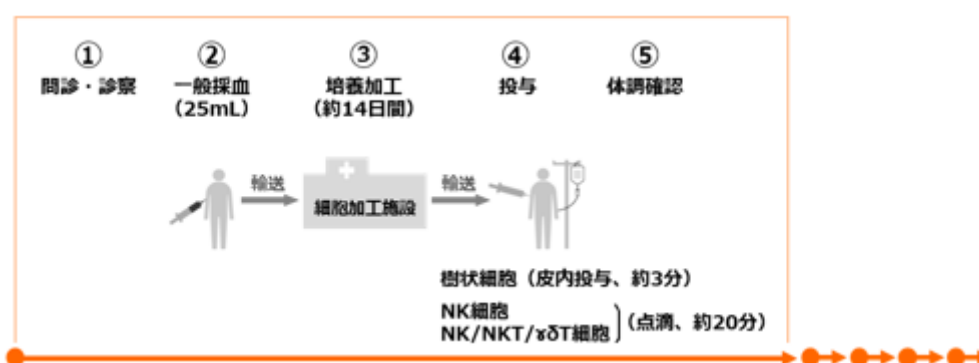 ①
問診・診察
②
一般採血
(25mL)
③
培養加工
(約14日間)
④
投与
⑤
体調確認
輸送
細胞加工施設
輸送
樹状細胞（皮内投与、約3分）
NK細胞
NK/NKT/γδT細胞
（点滴、約20分）